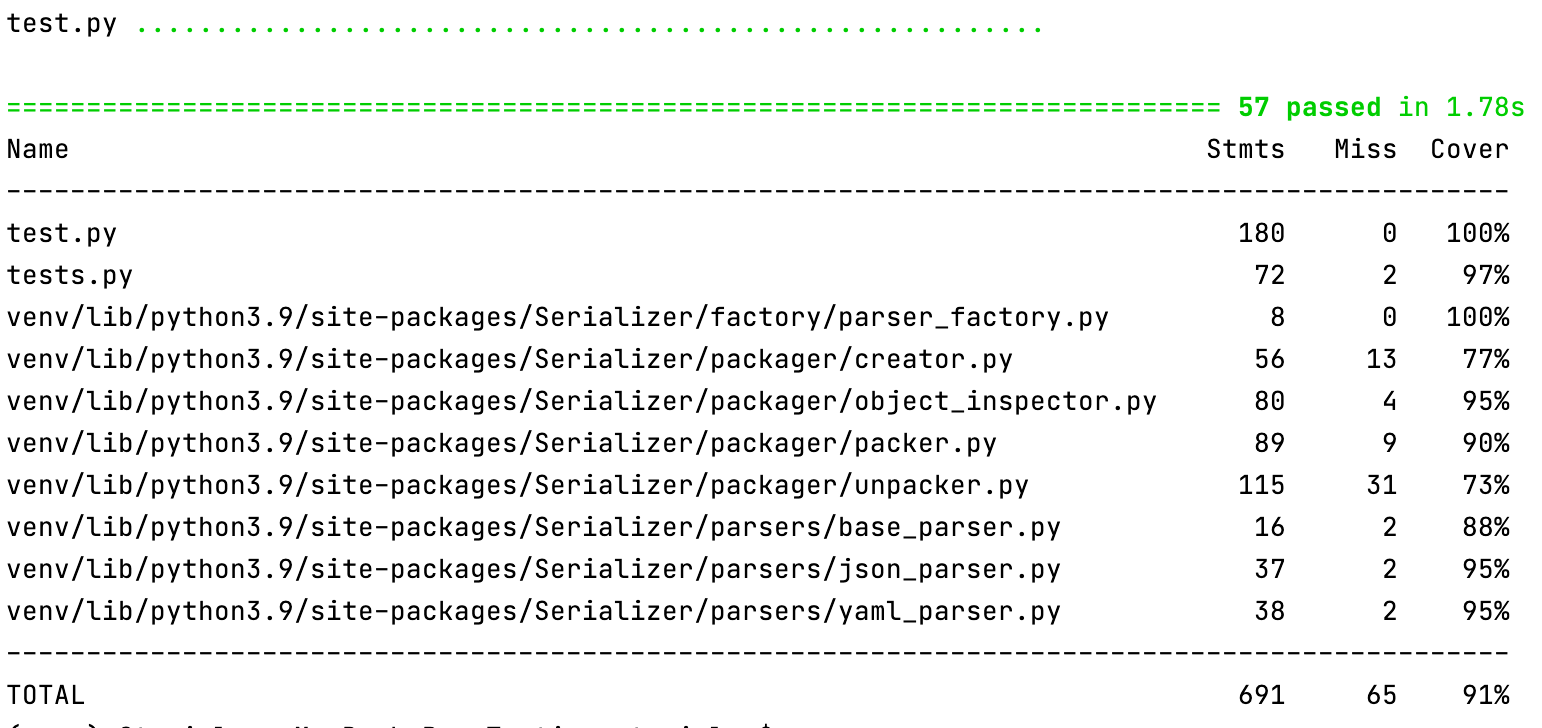 test.py .........................................................
============================================================================ 57 passed in 1.78s
Name Stmts Miss Cover
----------------------------------------------------------------------------------------------
test.py 180 0 100%
tests.py 72 2 97%
venv/lib/python3.9/site-packages/Serializer/factory/parser_factory.py 8 0 100%
venv/lib/python3.9/site-packages/Serializer/packager/creator.py 56 13 77%
venv/lib/python3.9/site-packages/Serializer/packager/object_inspector.py 80 4 95%
venv/lib/python3.9/site-packages/Serializer/packager/packer.py 89 9 90%
venv/lib/python3.9/site-packages/Serializer/packager/unpacker.py 115 31 73%
venv/lib/python3.9/site-packages/Serializer/parsers/base_parser.py 16 2 88%
venv/lib/python3.9/site-packages/Serializer/parsers/json_parser.py 37 2 95%
venv/lib/python3.9/site-packages/Serializer/parsers/yaml_parser.py 38 2 95%
----------------------------------------------------------------------------------------------
TOTAL 691 65 91%